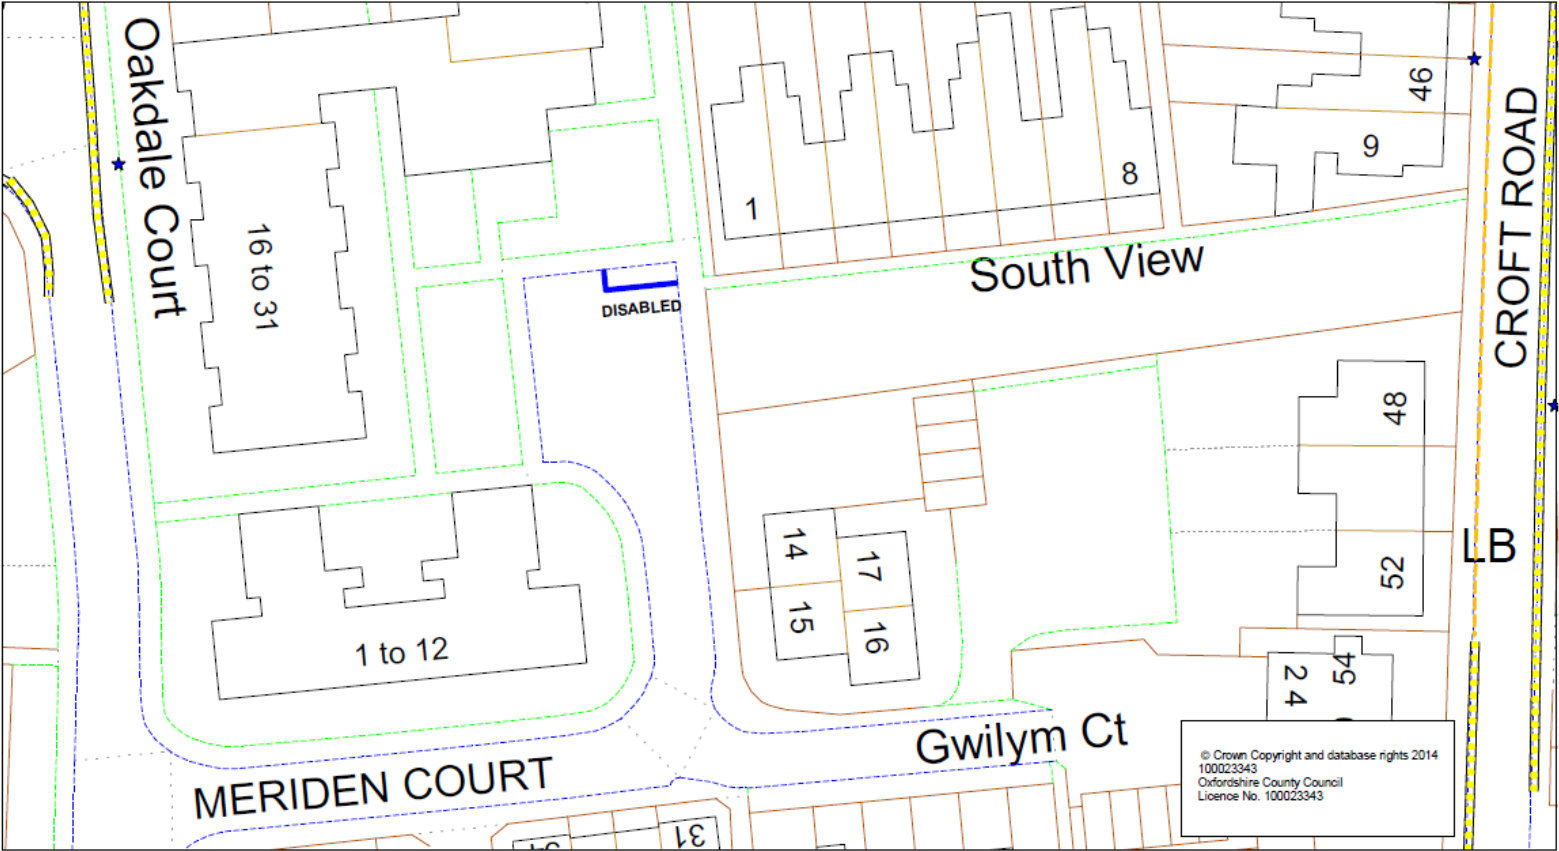 Oakdale Court
16 to 31
DISABLED
1
8
46
9
CROFT ROAD
South View
48
52
LB
14
17
15
16
1 to 12
54
2 4
Gwilym Ct
MERIDEN COURT
31
© Crown Copyright and database rights 2014
100023343
Oxfordshire County Council
Licence No. 100023343